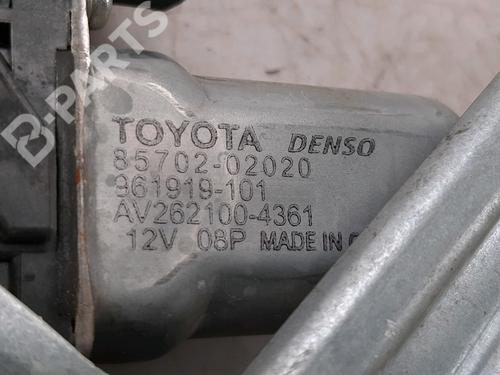 B-PARTS
TOYOTA DENSO
85702-02020
961919-101
AV262100-4361
12V 08P MADE IN